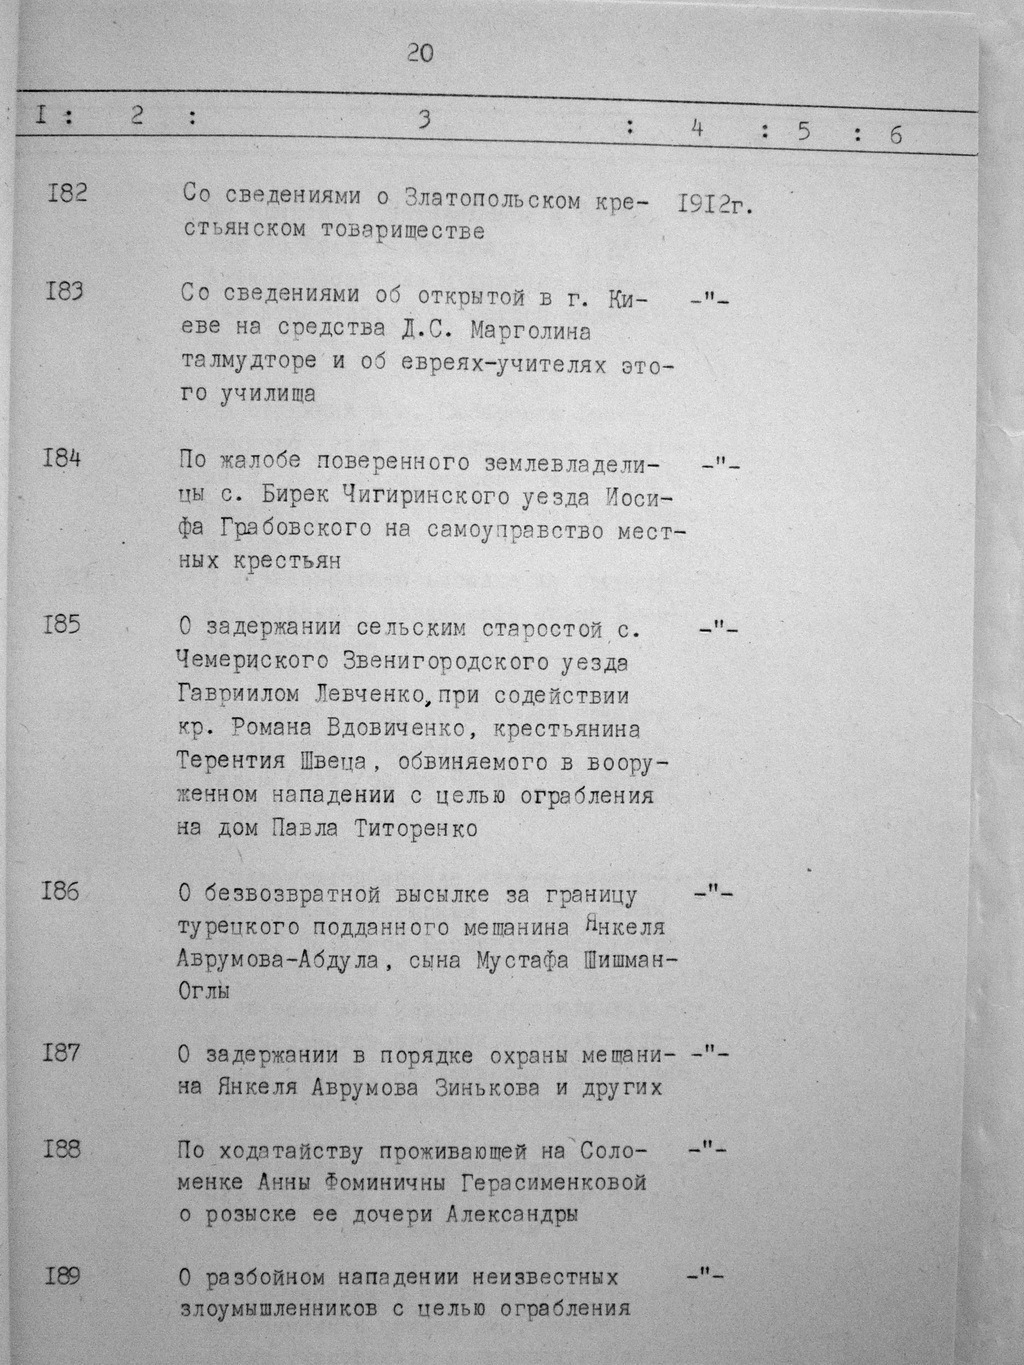 20
I : 2 : 3 : 4 : 5 : 6
I82 Со сведениями о Златопольском кре- I9I2г.
стьянском товариществе
I83 Со сведениями об открытой в г. Ки- -"-
еве на средства Д.С. Марголина
талмудторе и об евреях-учителях это-
го училища
I84 По жалобе поверенного землевладели- -"-
цы с. Бирек Чигиринского уезда Иоси-
фа Грабовского на самоуправство мест-
ных крестьян
I85 О задержании сельским старостой с. -"-
Чемериского Звенигородского уезда
Гавриилом Левченко, при содействии
кр. Романа Вдовиченко, крестьянина
Терентия Швеца, обвиняемого в воору-
женном нападении с целью ограбления
на дом Павла Титоренко
I86 О безвозвратной высылке за границу -"-
турецкого подданного мещанина Янкеля
Аврумова-Абдула, сына Мустафа Шишман-
Оглы
I87 О задержании в порядке охраны мещани- -"-
на Янкеля Аврумова Зинькова и других
I88 По ходатайству проживающей на Соло- -"-
менке Анны Фоминичны Герасименковой
о розыске ее дочери Александры
I89 О разбойном нападении неизвестных -"-
злоумышленников с целью ограбления